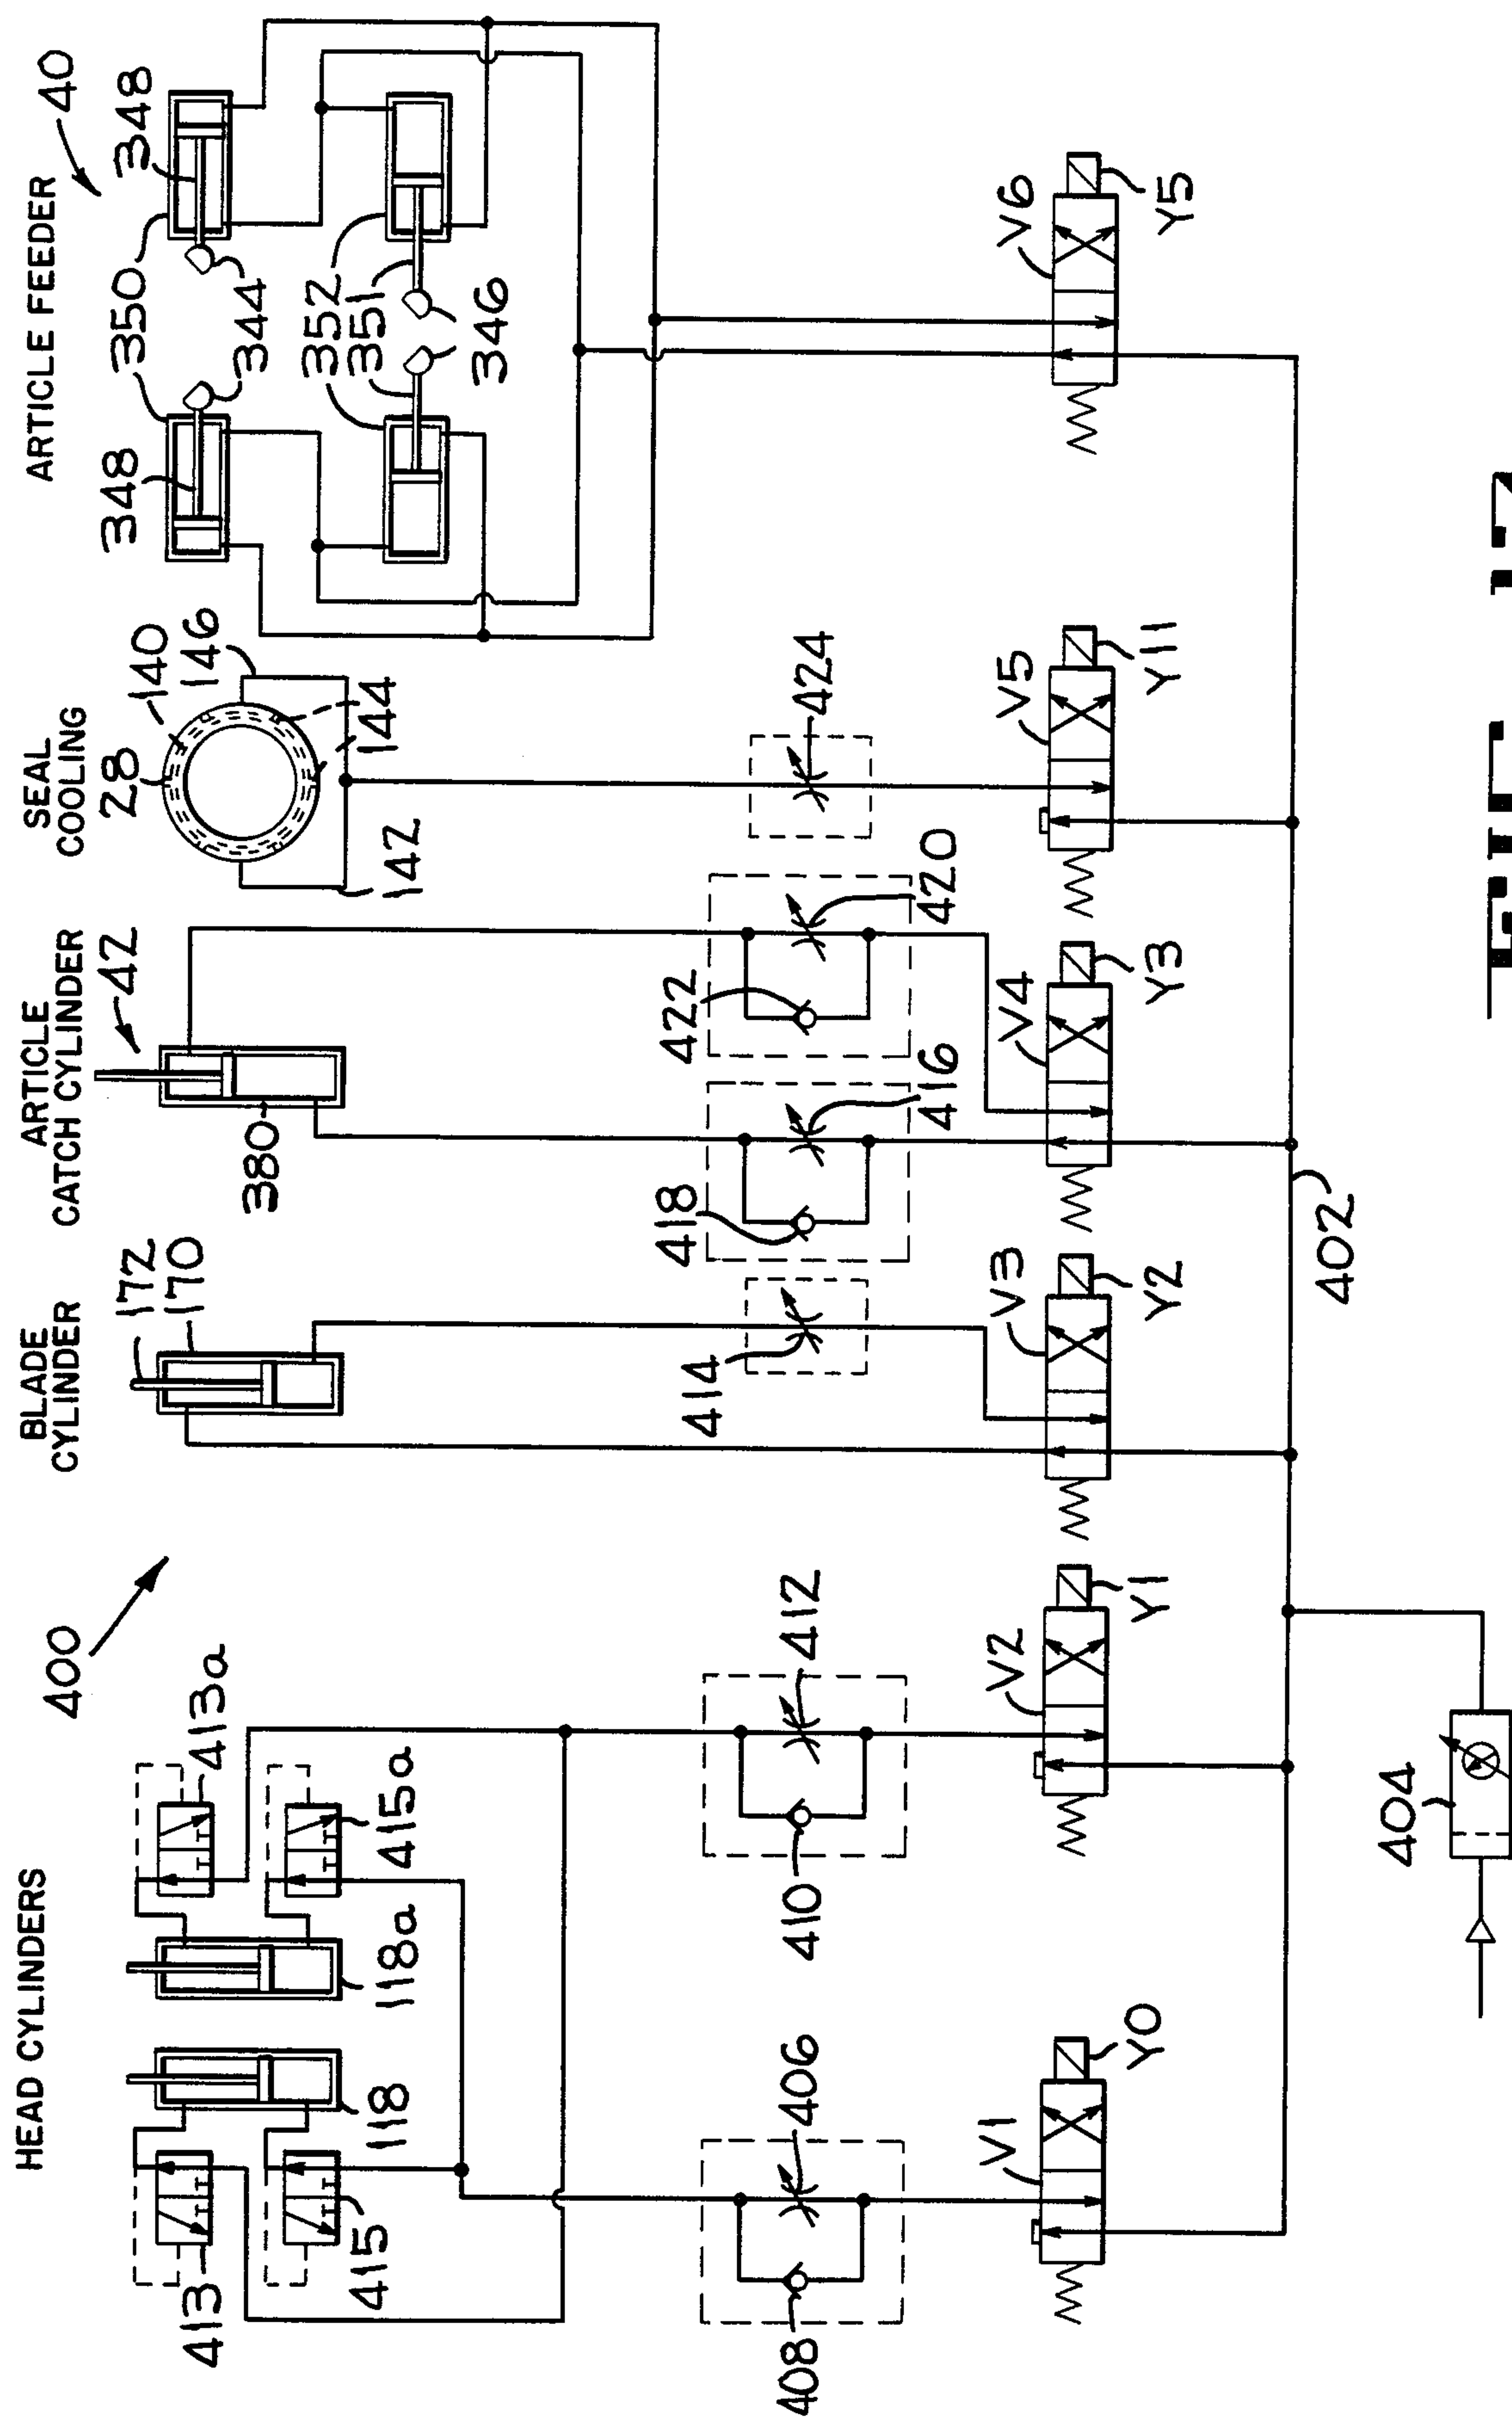 HEAD CYLINDERS
400
BLADE
CYLINDER
ARTICLE
CATCH CYLINDER
SEAL
COOLING
ARTICLE FEEDER
413
415
118
118a
413a
415a
172
170
380
42
28
140
146
142
144
348
350
344
352
351
346
348
40
408
406
410
412
414
418
416
422
420
424
V1
Y0
V2
Y1
V3
Y2
V4
Y3
V5
Y11
V6
Y5
402
404